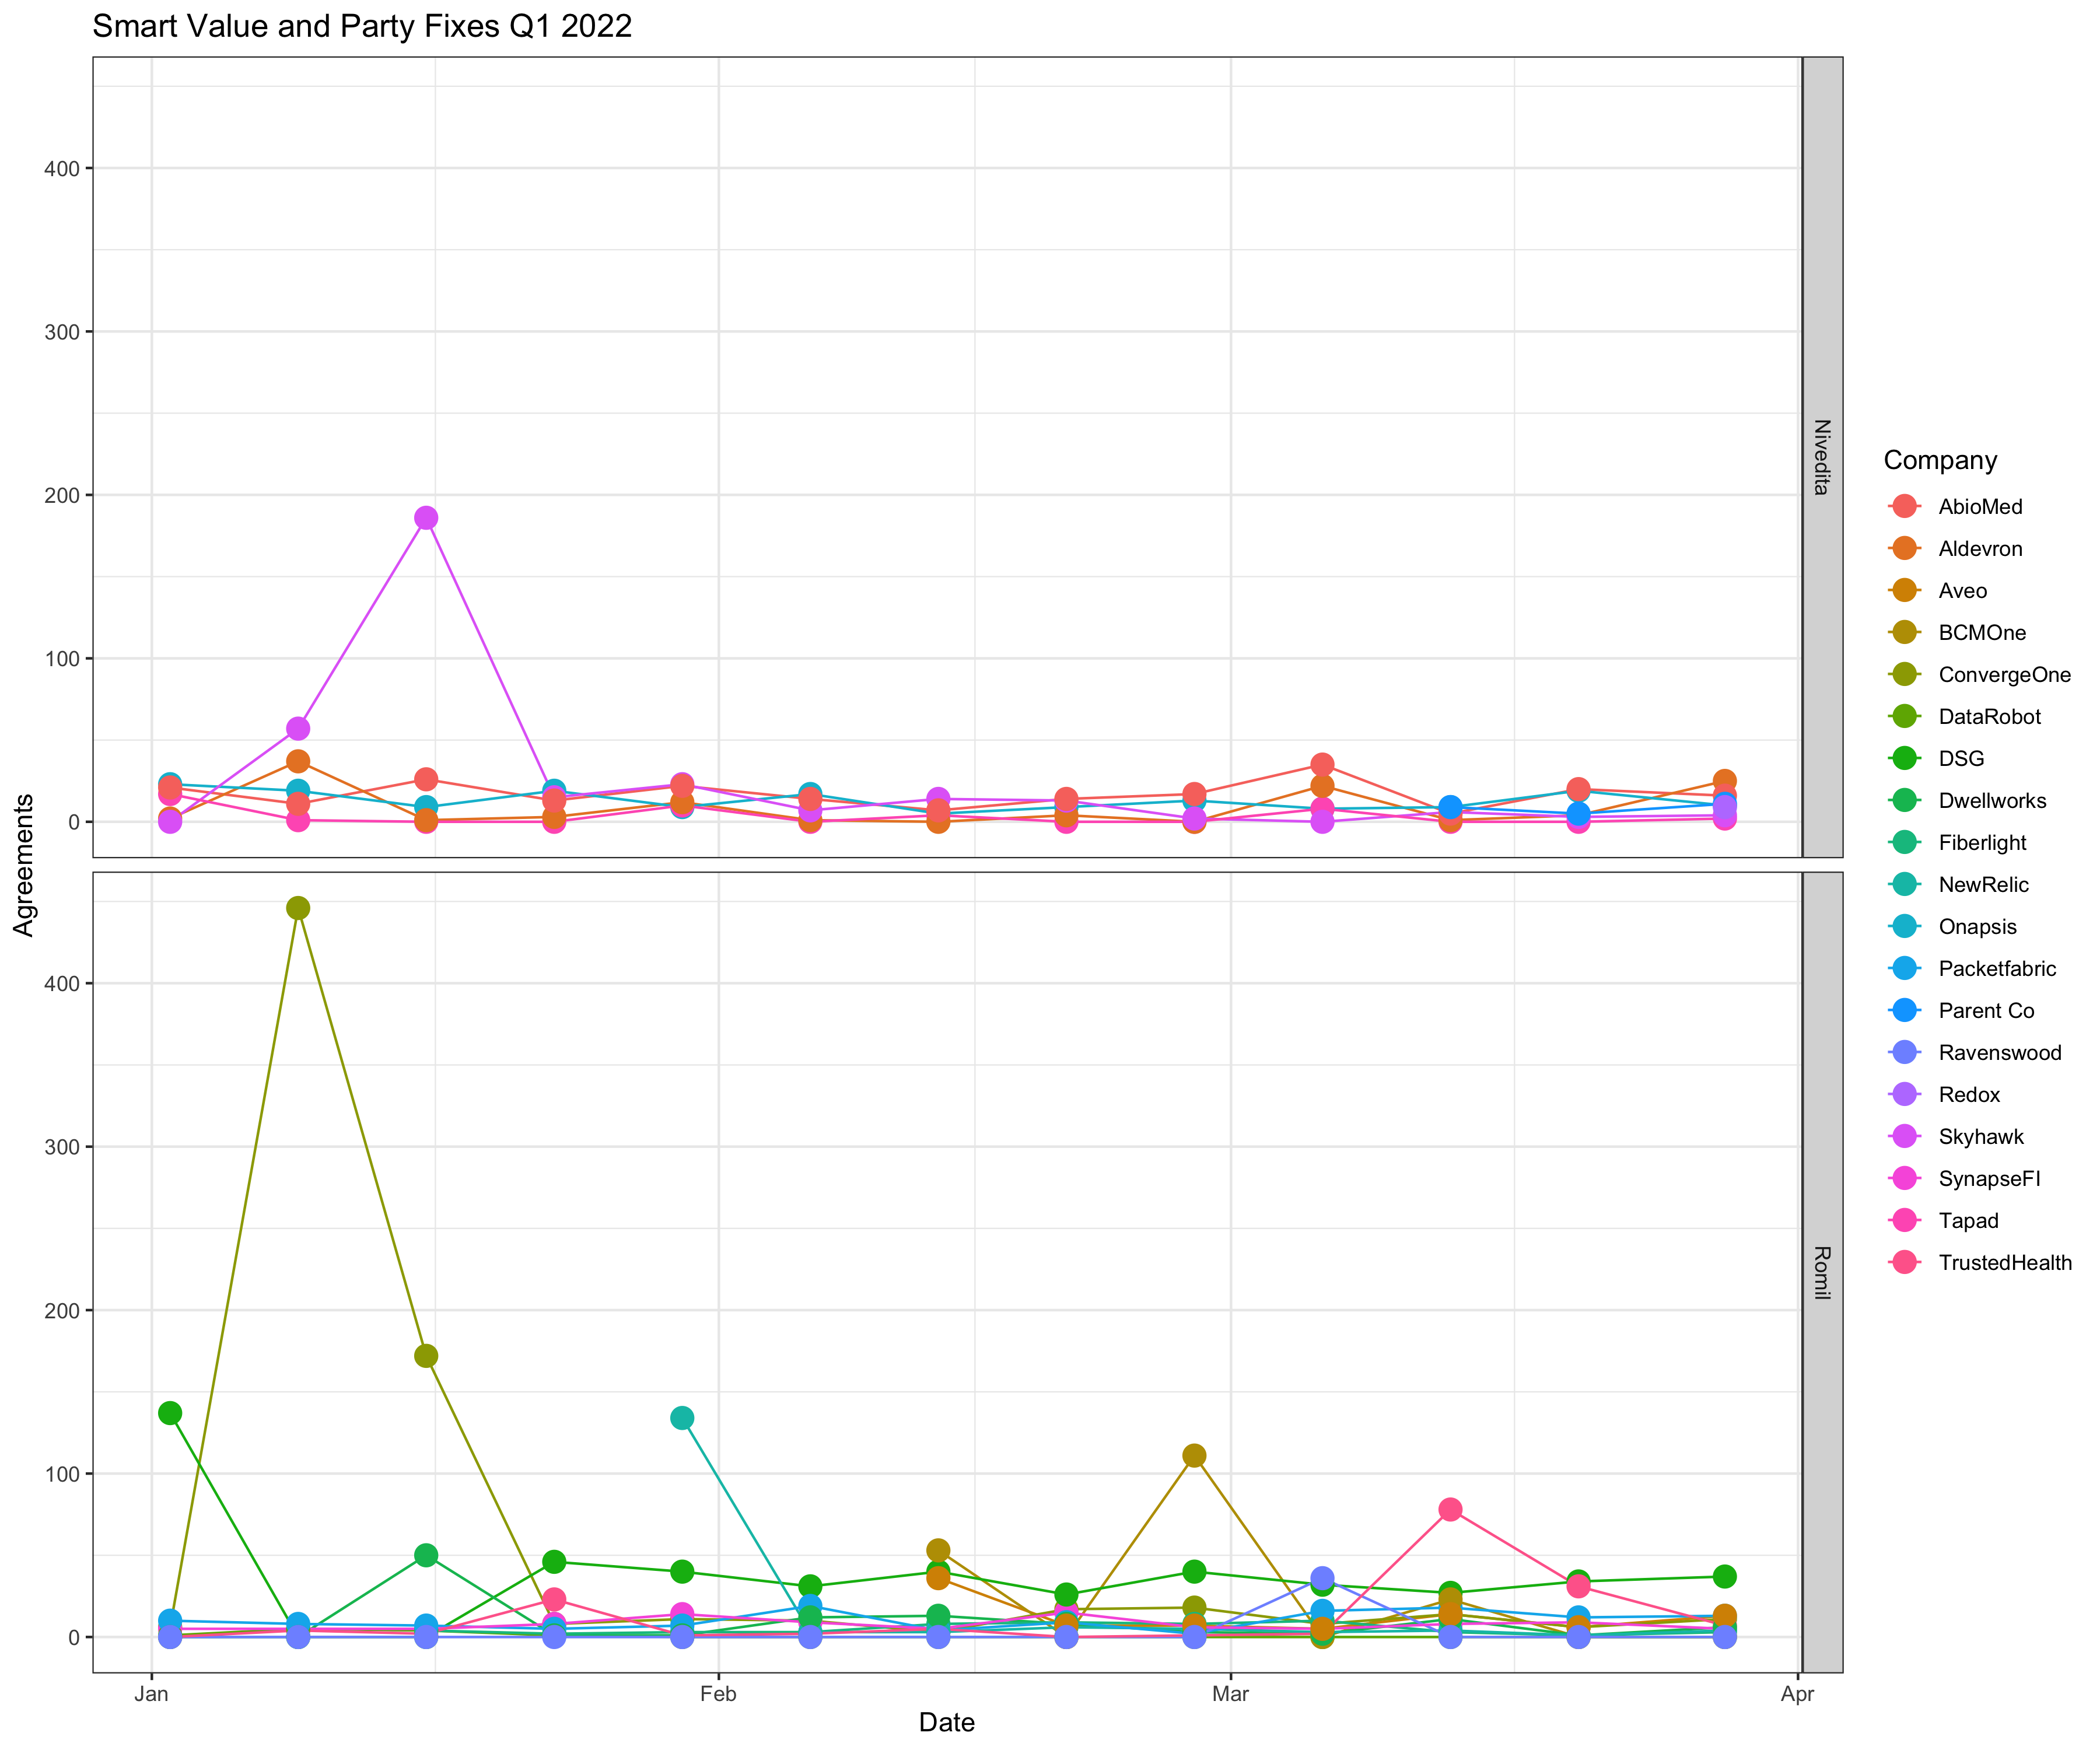 Smart Value and Party Fixes Q1 2022
Agreements
400
300
200
100
0
Nivedita
400
300
200
100
0
Romil
Jan
Feb
Mar
Apr
Date
Company
AbioMed
Aldevron
Aveo
BCMOne
ConvergeOne
DataRobot
DSG
Dwellworks
Fiberlight
NewRelic
Onapsis
Packetfabric
Parent Co
Ravenswood
Redox
Skyhawk
SynapseFI
Tapad
TrustedHealth